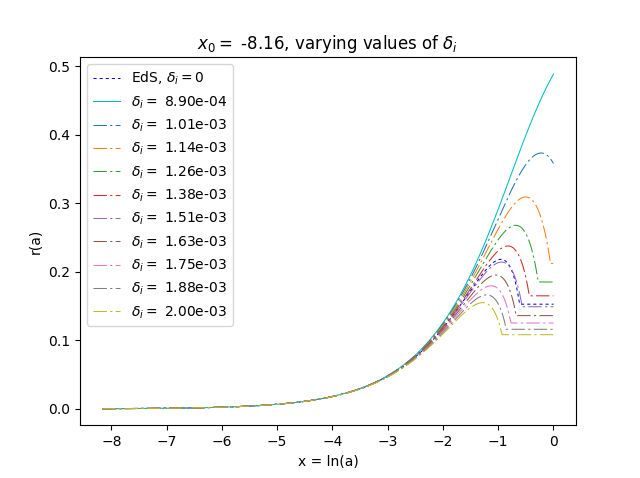 x₀ = -8.16, varying values of δᵢ
EdS, δᵢ = 0
δᵢ = 8.90e-04
δᵢ = 1.01e-03
δᵢ = 1.14e-03
δᵢ = 1.26e-03
δᵢ = 1.38e-03
δᵢ = 1.51e-03
δᵢ = 1.63e-03
δᵢ = 1.75e-03
δᵢ = 1.88e-03
δᵢ = 2.00e-03
r(a)
0.5
0.4
0.3
0.2
0.1
0.0
−8 −7 −6 −5 −4 −3 −2 −1 0
x = ln(a)